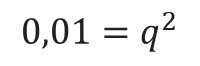 0,01 = q²